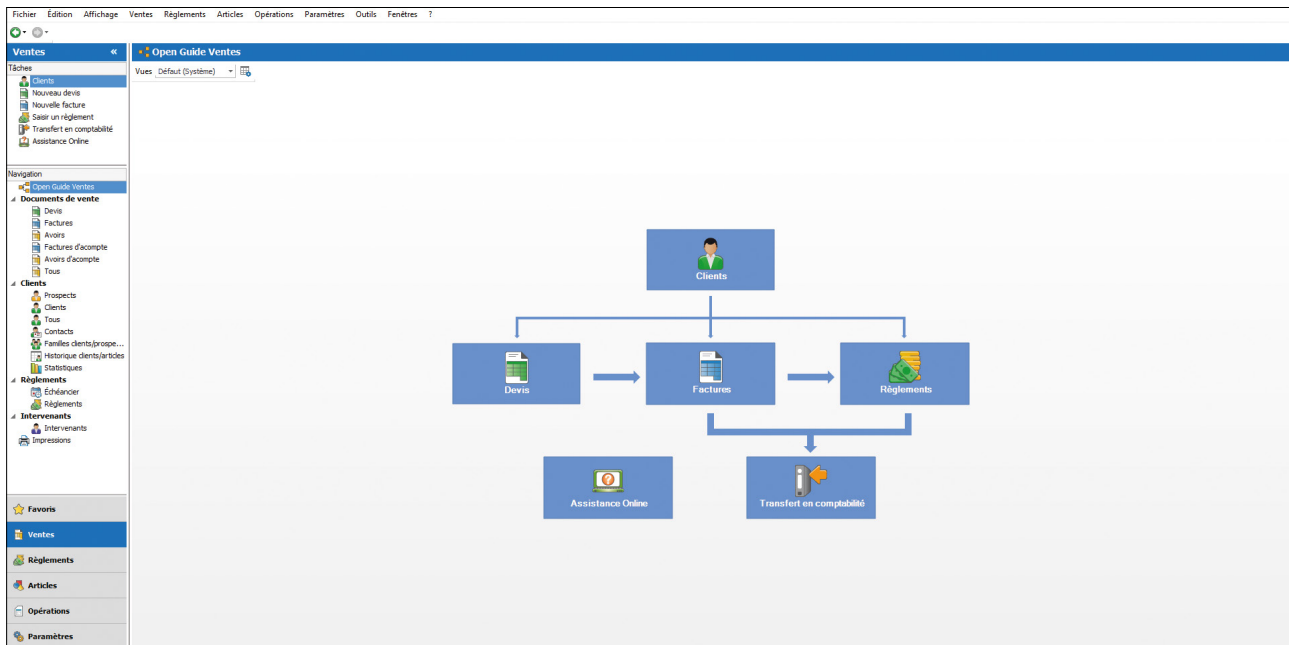 Fichier Édition Affichage Ventes Règlements Articles Opérations Paramètres Outils Fenêtres ?
Ventes «
Tâches
Clients
Nouveau devis
Nouvelle facture
Saisir un règlement
Transfert en comptabilité
Assistance Online
Navigation
Open Guide Ventes
Documents de vente
Devis
Factures
Avoirs
Factures d'acompte
Avoirs d'acompte
Tous
Clients
Prospects
Clients
Tous
Contacts
Familles clients/prospe...
Historique clients/articles
Statistiques
Règlements
Échéancier
Règlements
Intervenants
Intervenants
Impressions
Favoris
Ventes
Règlements
Articles
Opérations
Paramètres
Open Guide Ventes
Vues Défaut (Système)
Clients
Devis
Factures
Règlements
Assistance Online
Transfert en comptabilité